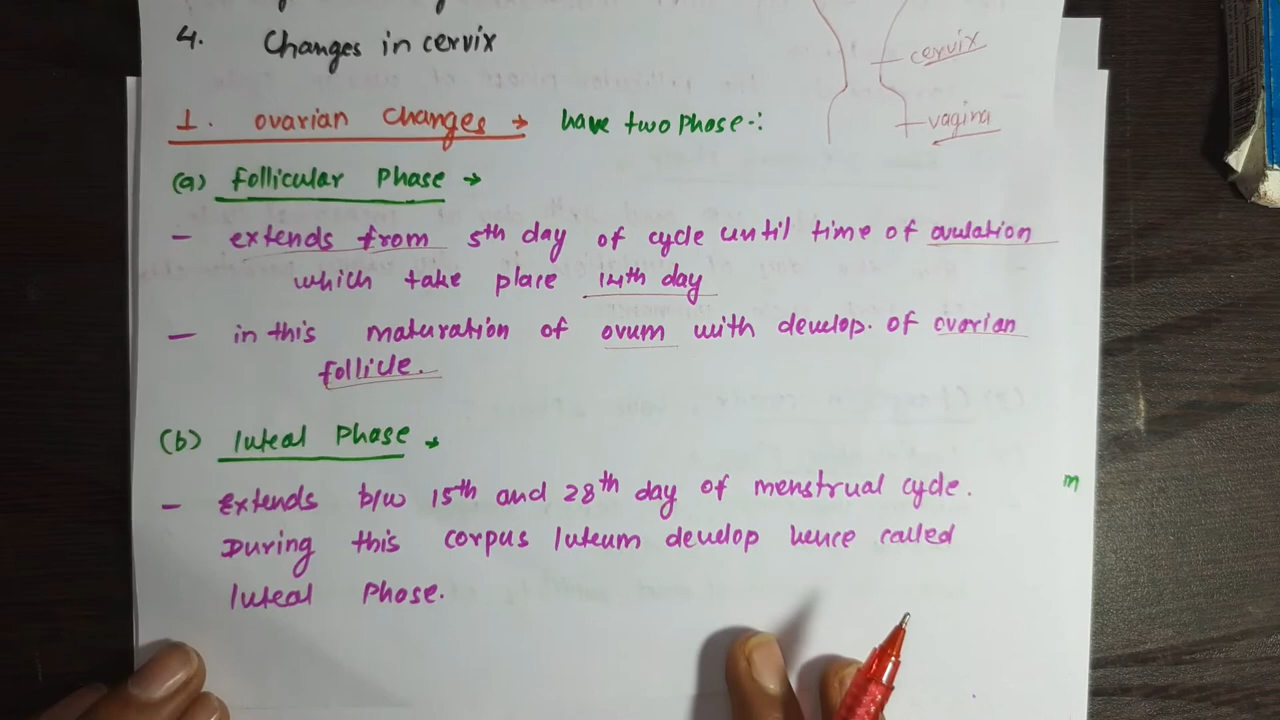 4. Changes in cervix
cervix
vagina
1. ovarian changes → have two phase-:
(a) follicular Phase →
- extends from 5th day of cycle until time of ovulation
which take place 14th day
- in this maturation of ovum with develop. of ovarian
follicle.
(b) luteal Phase →
- Extends b/w 15th and 28th day of menstrual cycle.
During this corpus luteum develop hence called
luteal Phase.
m